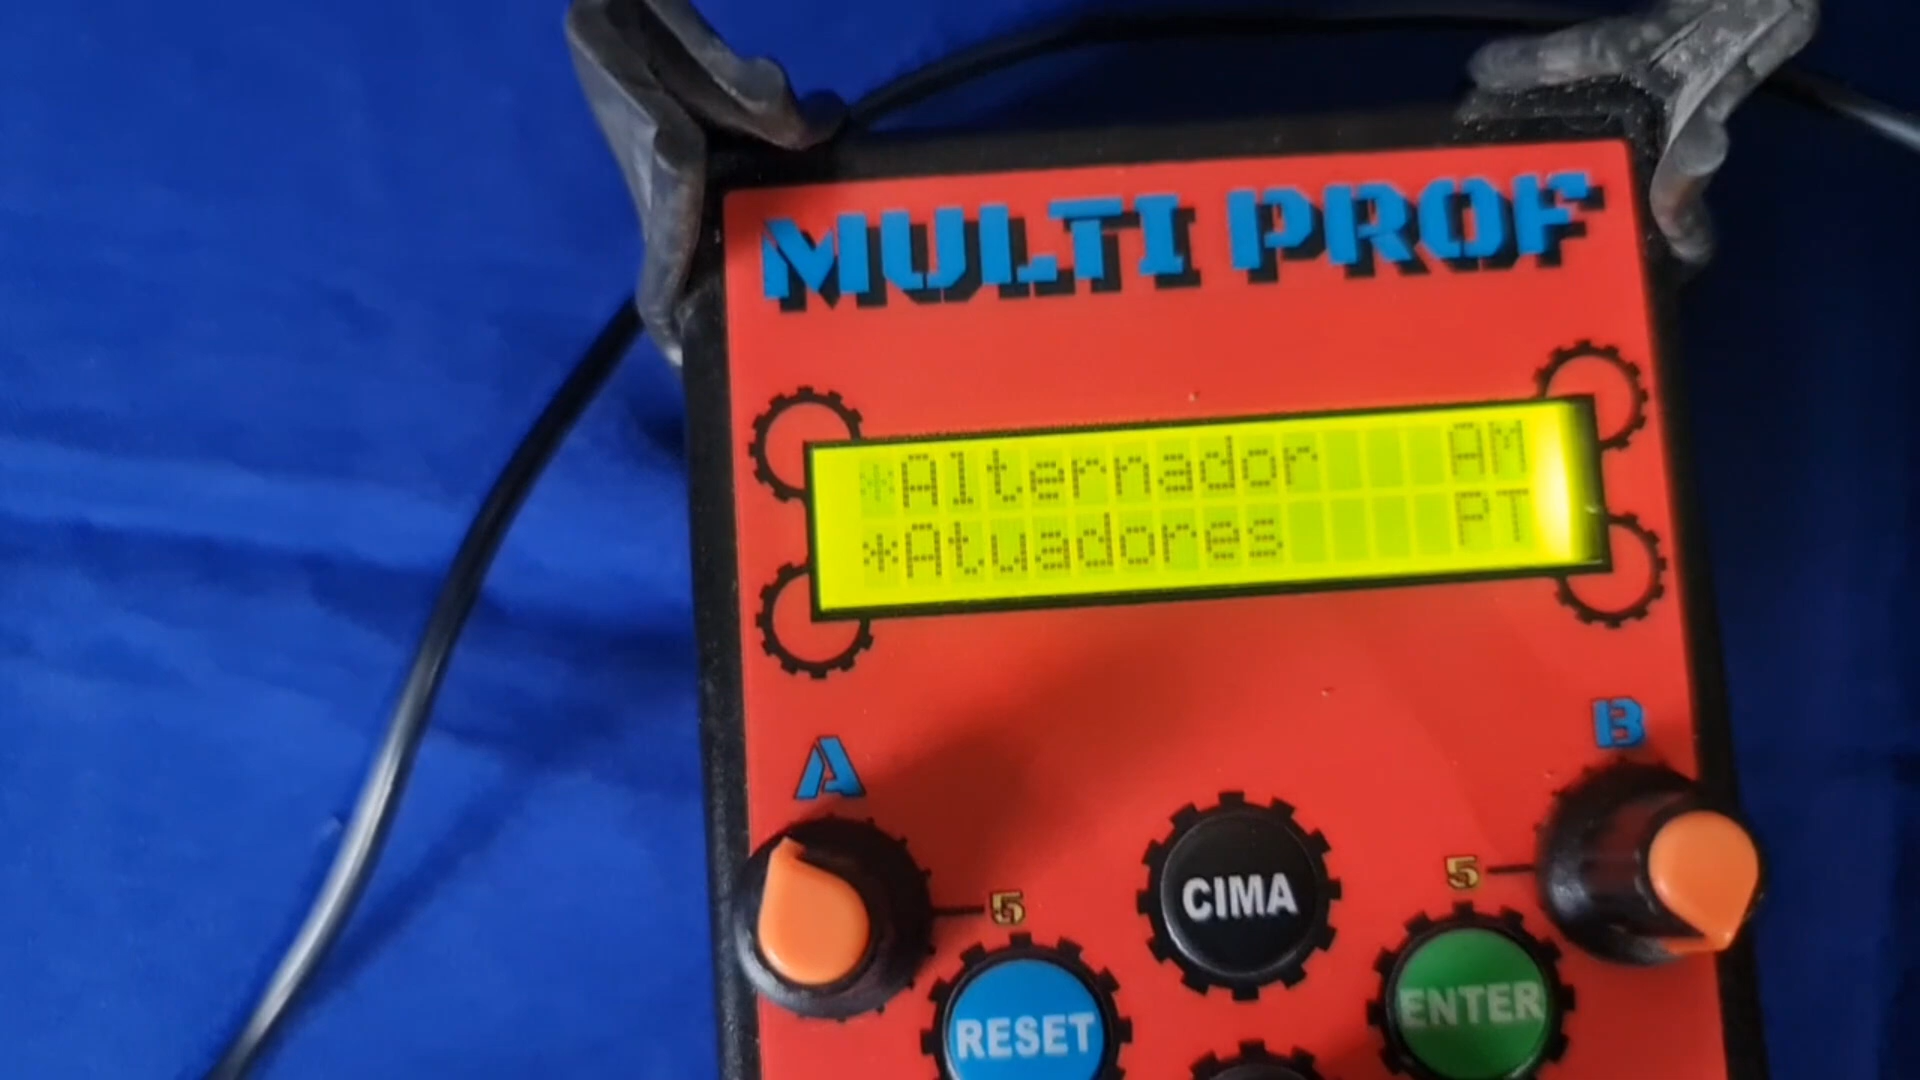 MULTI PROF
*Alternador AM
*Atuadores PT
A
B
5
5
CIMA
RESET
ENTER